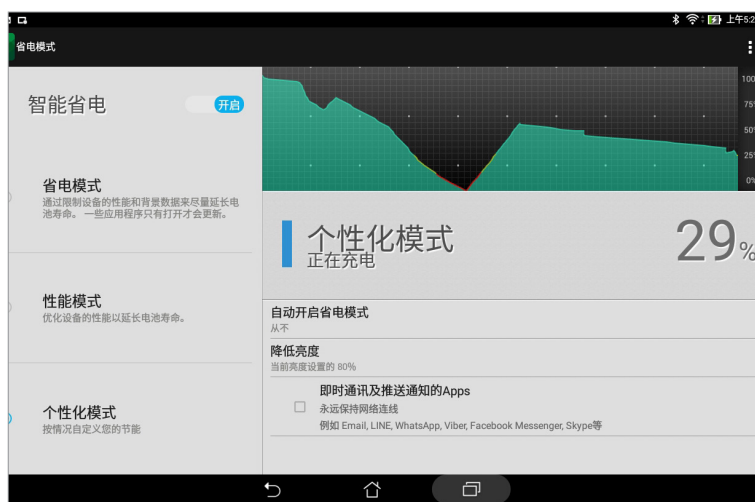 上午5:2
省电模式
智能省电
开启
省电模式
通过限制设备的性能和背景数据来尽量延长电
池寿命。一些应用程序只有打开才会更新。
性能模式
优化设备的性能以延长电池寿命。
个性化模式
按情况自定义您的节能
100
75%
50%
25%
0%
个性化模式
正在充电
29%
自动开启省电模式
从不
降低亮度
当前亮度设置的 80%
即时通讯及推送通知的Apps
永远保持网络连线
例如 Email, LINE, WhatsApp, Viber, Facebook Messenger, Skype等